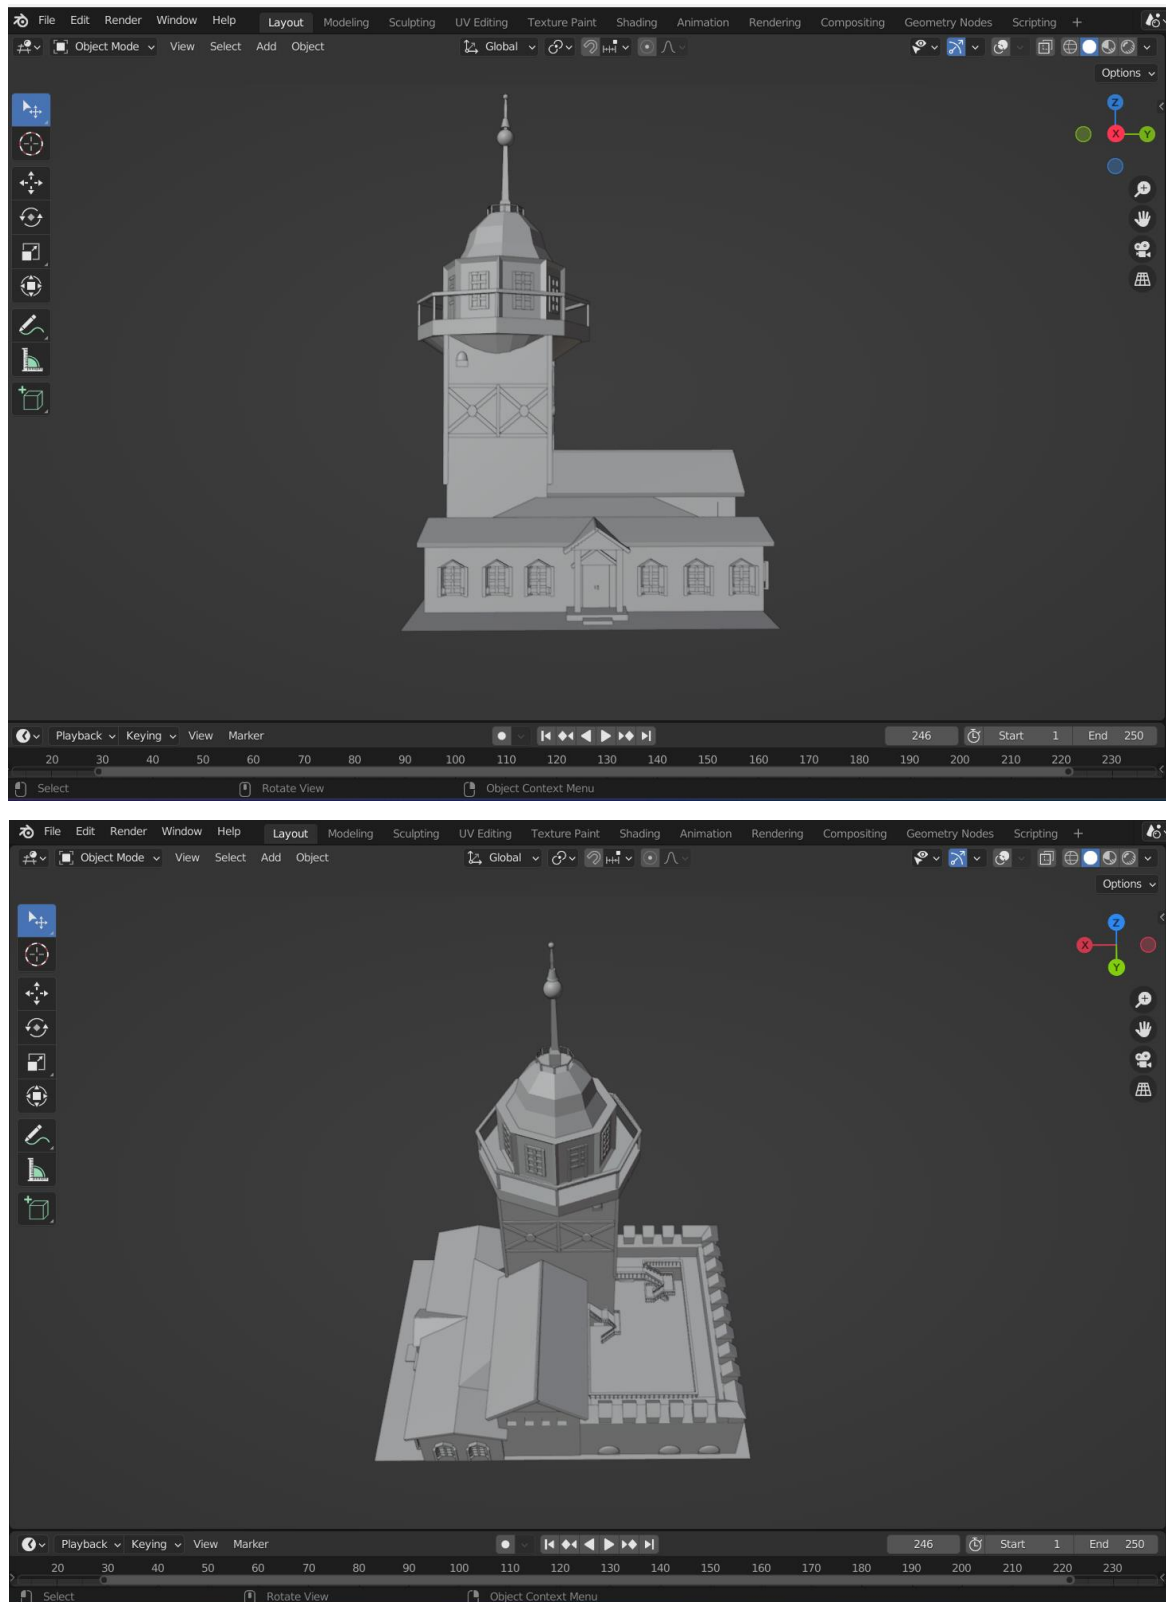 File Edit Render Window Help Layout Modeling Sculpting UV Editing Texture Paint Shading Animation Rendering Compositing Geometry Nodes Scripting +
Object Mode View Select Add Object Global
Options
Z
X Y
Playback Keying View Marker 246 Start 1 End 250
20 30 40 50 60 70 80 90 100 110 120 130 140 150 160 170 180 190 200 210 220 230
Select Rotate View Object Context Menu
File Edit Render Window Help Layout Modeling Sculpting UV Editing Texture Paint Shading Animation Rendering Compositing Geometry Nodes Scripting +
Object Mode View Select Add Object Global
Options
Z
X
Y
Playback Keying View Marker 246 Start 1 End 250
20 30 40 50 60 70 80 90 100 110 120 130 140 150 160 170 180 190 200 210 220 230
Select Rotate View Object Context Menu